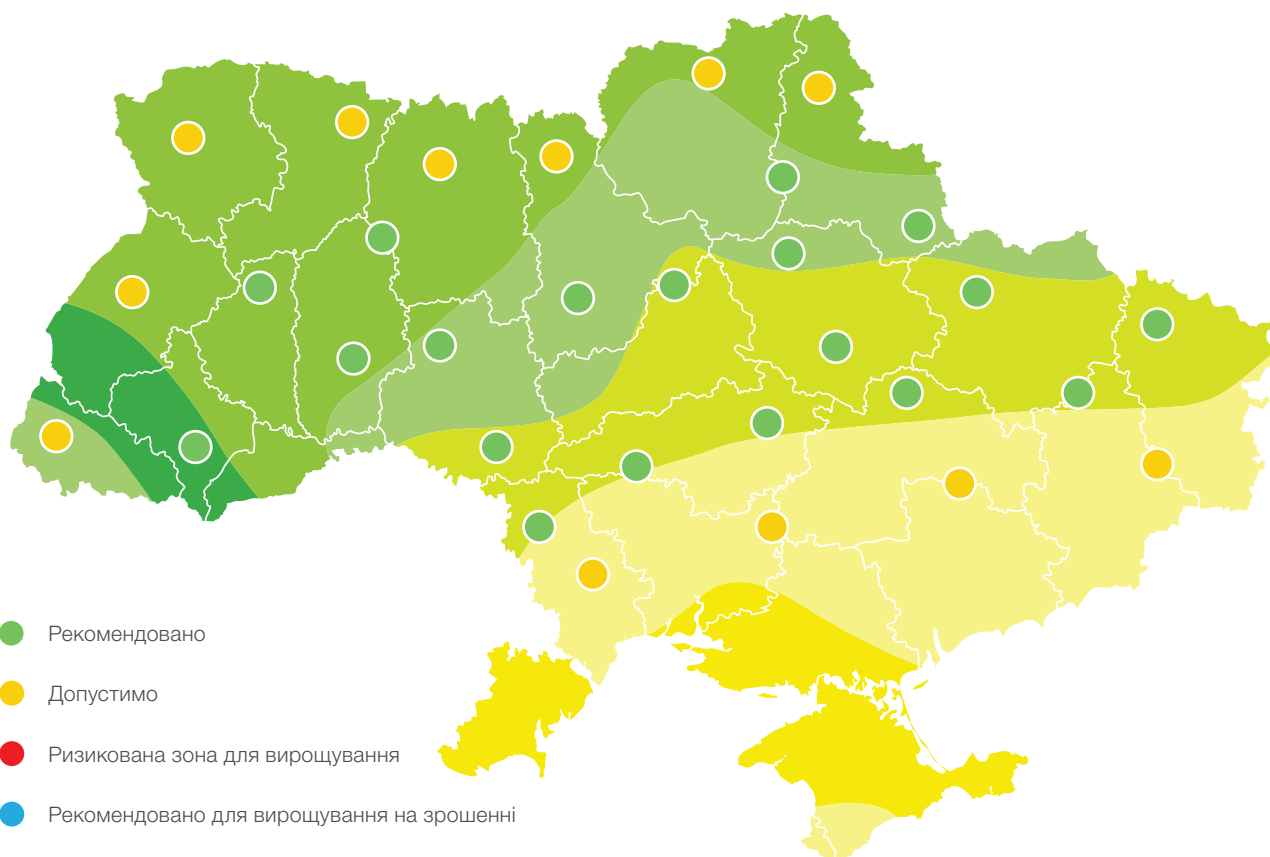 Рекомендовано
Допустимо
Ризикована зона для вирощування
Рекомендовано для вирощування на зрошенні